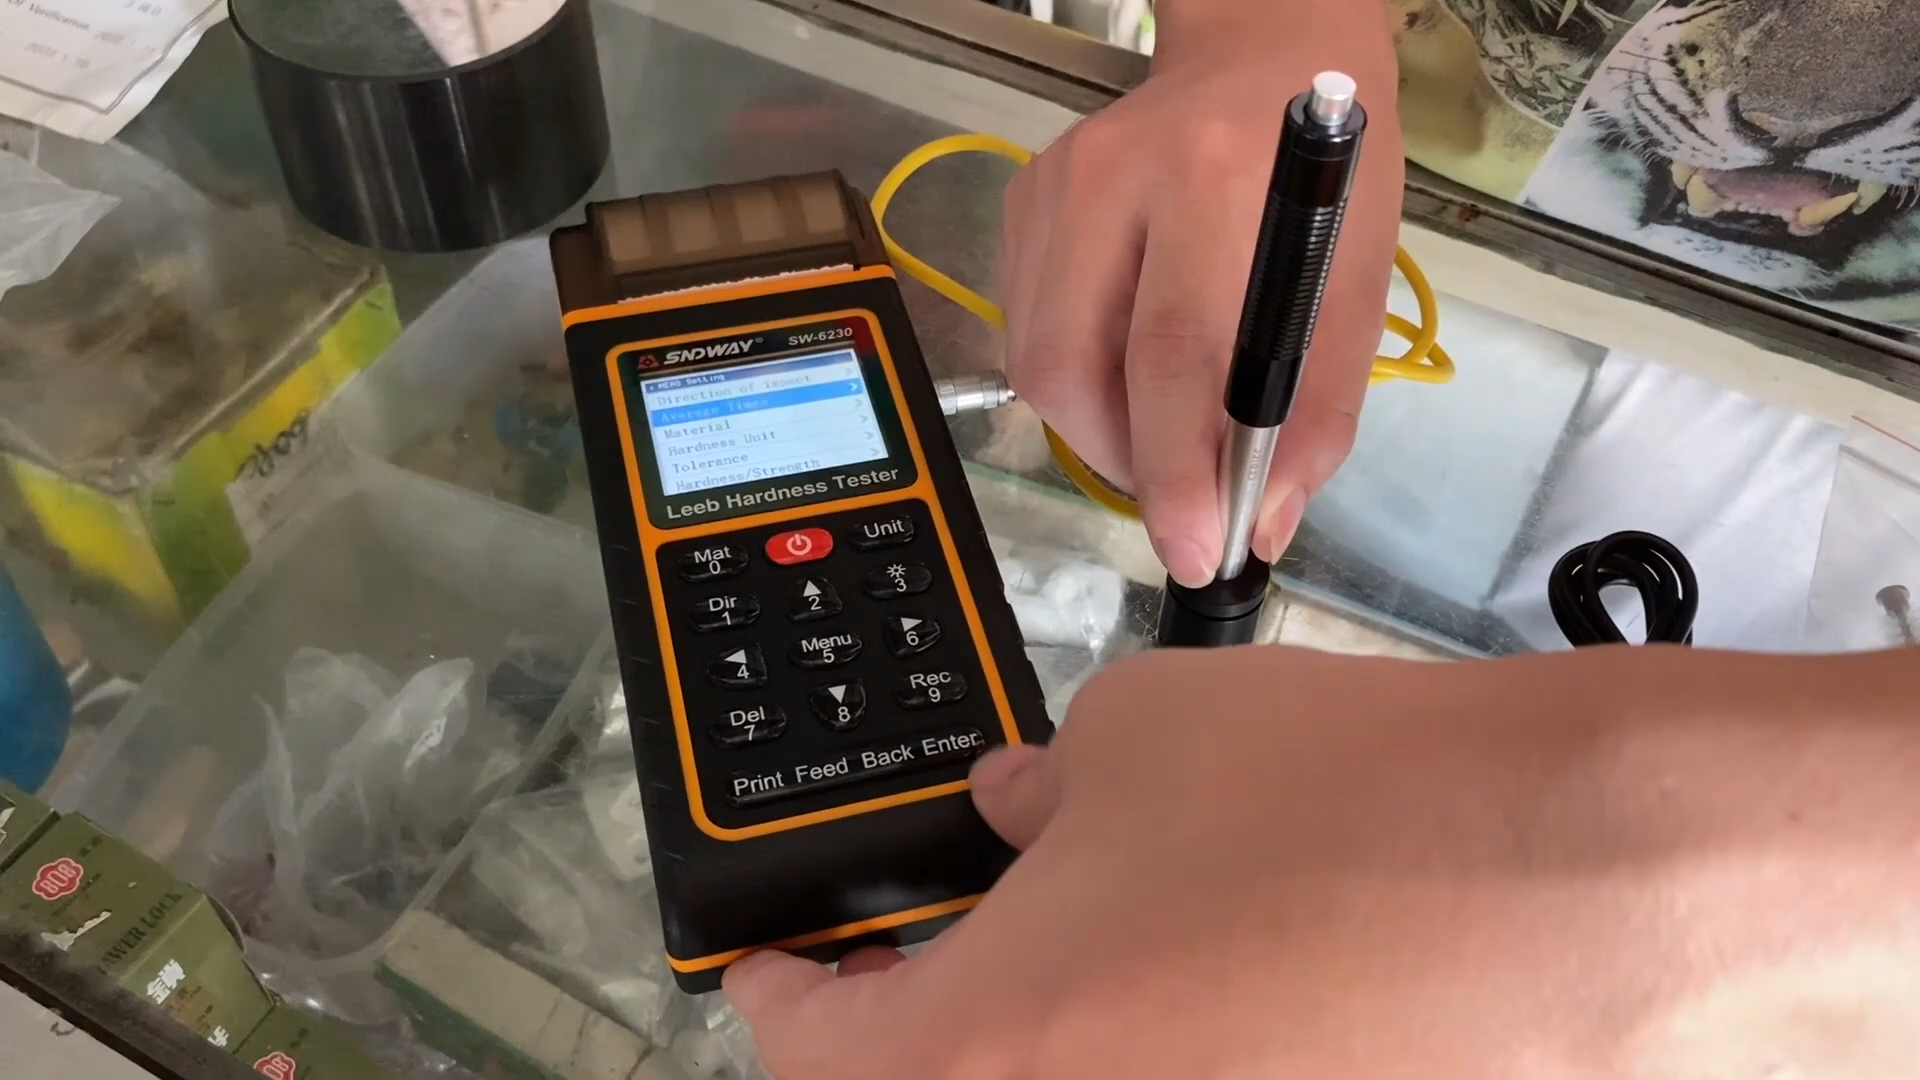 Of Verification
SNDWAY®
SW-6230
MEAS Setting
Direction of impact
Average Times
Material
Hardness Unit
Tolerance
Hardness/Strength
Leeb Hardness Tester
Mat
0
Unit
Dir
1
2
3
4
Menu
5
6
Del
7
8
Rec
9
Print Feed Back Enter
808